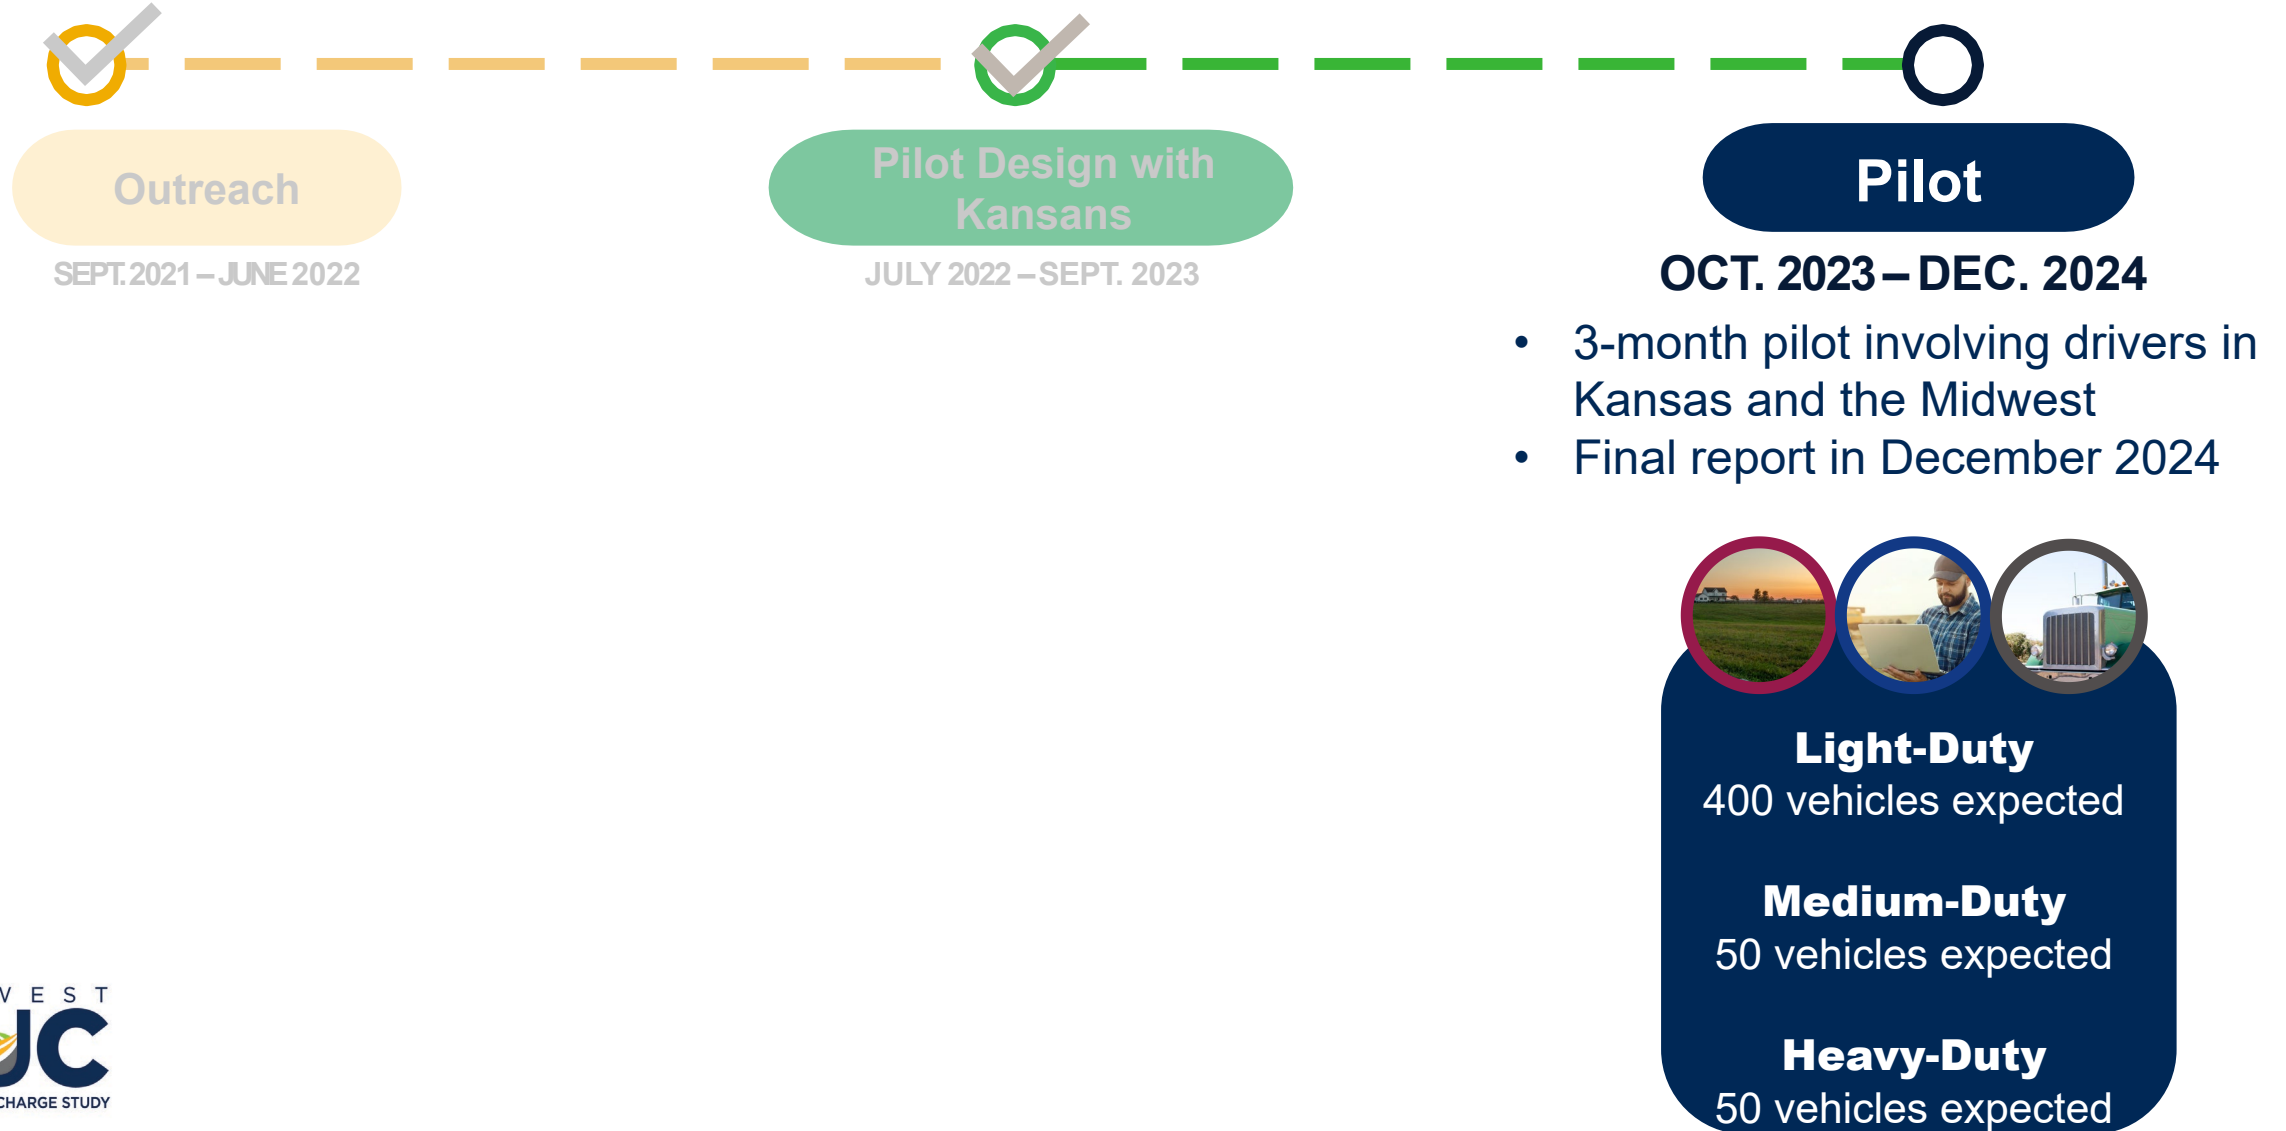 Outreach
SEPT. 2021 – JUNE 2022
Pilot Design with
Kansans
JULY 2022 – SEPT. 2023
Pilot
OCT. 2023 – DEC. 2024
• 3-month pilot involving drivers in
Kansas and the Midwest
• Final report in December 2024
Light-Duty
400 vehicles expected
Medium-Duty
50 vehicles expected
Heavy-Duty
50 vehicles expected
WEST
UC
CHARGE STUDY